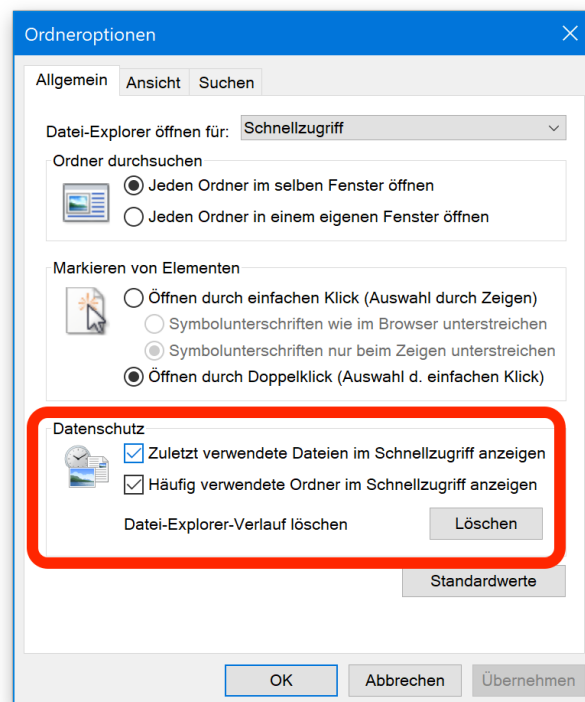 Ordneroptionen
Allgemein Ansicht Suchen
Datei-Explorer öffnen für: Schnellzugriff
Ordner durchsuchen
Jeden Ordner im selben Fenster öffnen
Jeden Ordner in einem eigenen Fenster öffnen
Markieren von Elementen
Öffnen durch einfachen Klick (Auswahl durch Zeigen)
Symbolunterschriften wie im Browser unterstreichen
Symbolunterschriften nur beim Zeigen unterstreichen
Öffnen durch Doppelklick (Auswahl d. einfachen Klick)
Datenschutz
Zuletzt verwendete Dateien im Schnellzugriff anzeigen
Häufig verwendete Ordner im Schnellzugriff anzeigen
Datei-Explorer-Verlauf löschen Löschen
Standardwerte
OK Abbrechen Übernehmen